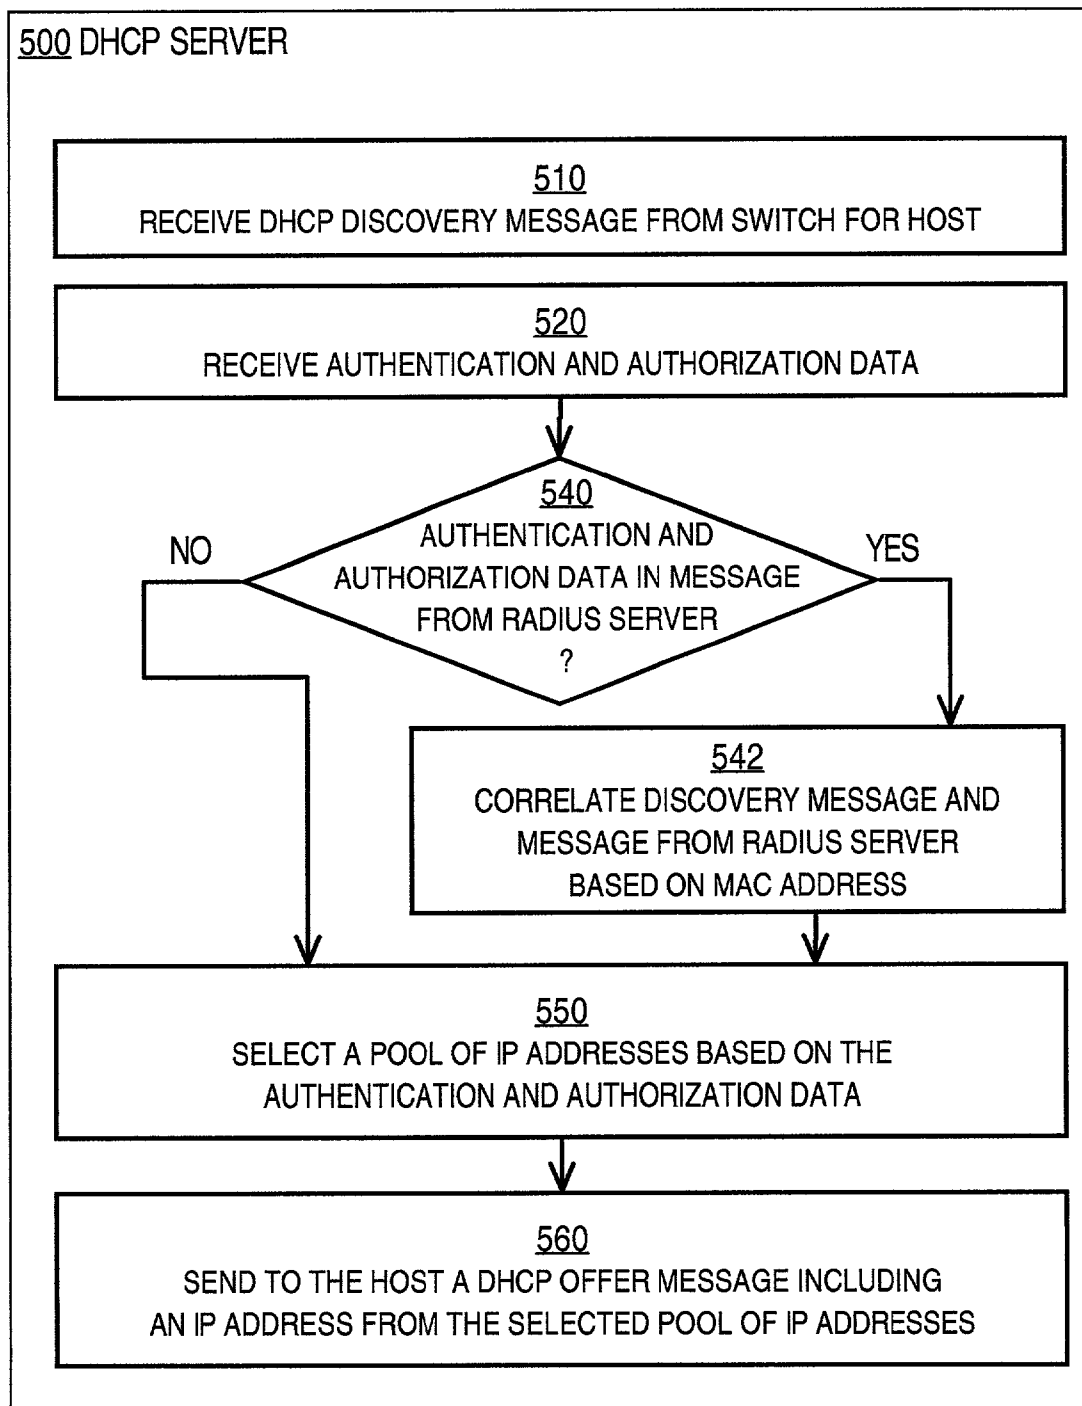 500 DHCP SERVER
510
RECEIVE DHCP DISCOVERY MESSAGE FROM SWITCH FOR HOST
520
RECEIVE AUTHENTICATION AND AUTHORIZATION DATA
540
AUTHENTICATION AND
AUTHORIZATION DATA IN MESSAGE
FROM RADIUS SERVER
?
NO
YES
542
CORRELATE DISCOVERY MESSAGE AND
MESSAGE FROM RADIUS SERVER
BASED ON MAC ADDRESS
550
SELECT A POOL OF IP ADDRESSES BASED ON THE
AUTHENTICATION AND AUTHORIZATION DATA
560
SEND TO THE HOST A DHCP OFFER MESSAGE INCLUDING
AN IP ADDRESS FROM THE SELECTED POOL OF IP ADDRESSES